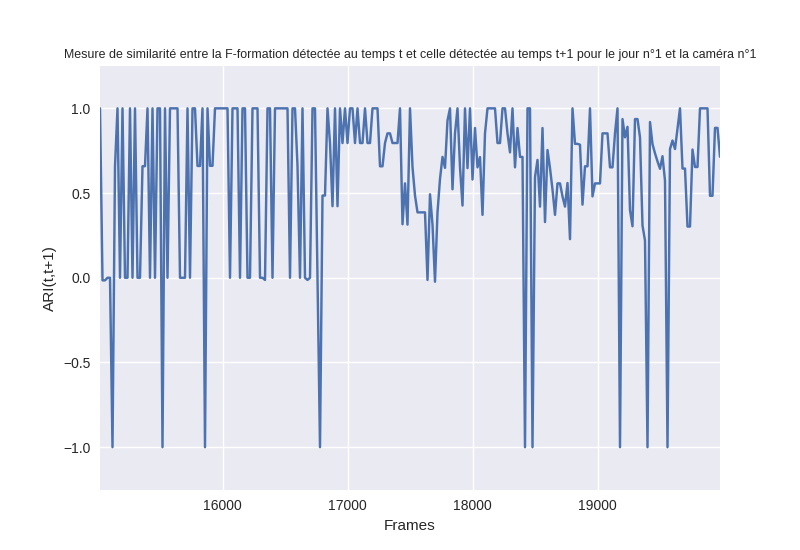 Mesure de similarité entre la F-formation détectée au temps t et celle détectée au temps t+1 pour le jour n°1 et la caméra n°1
1.0
0.5
0.0
−0.5
−1.0
ARI(t,t+1)
16000 17000 18000 19000
Frames